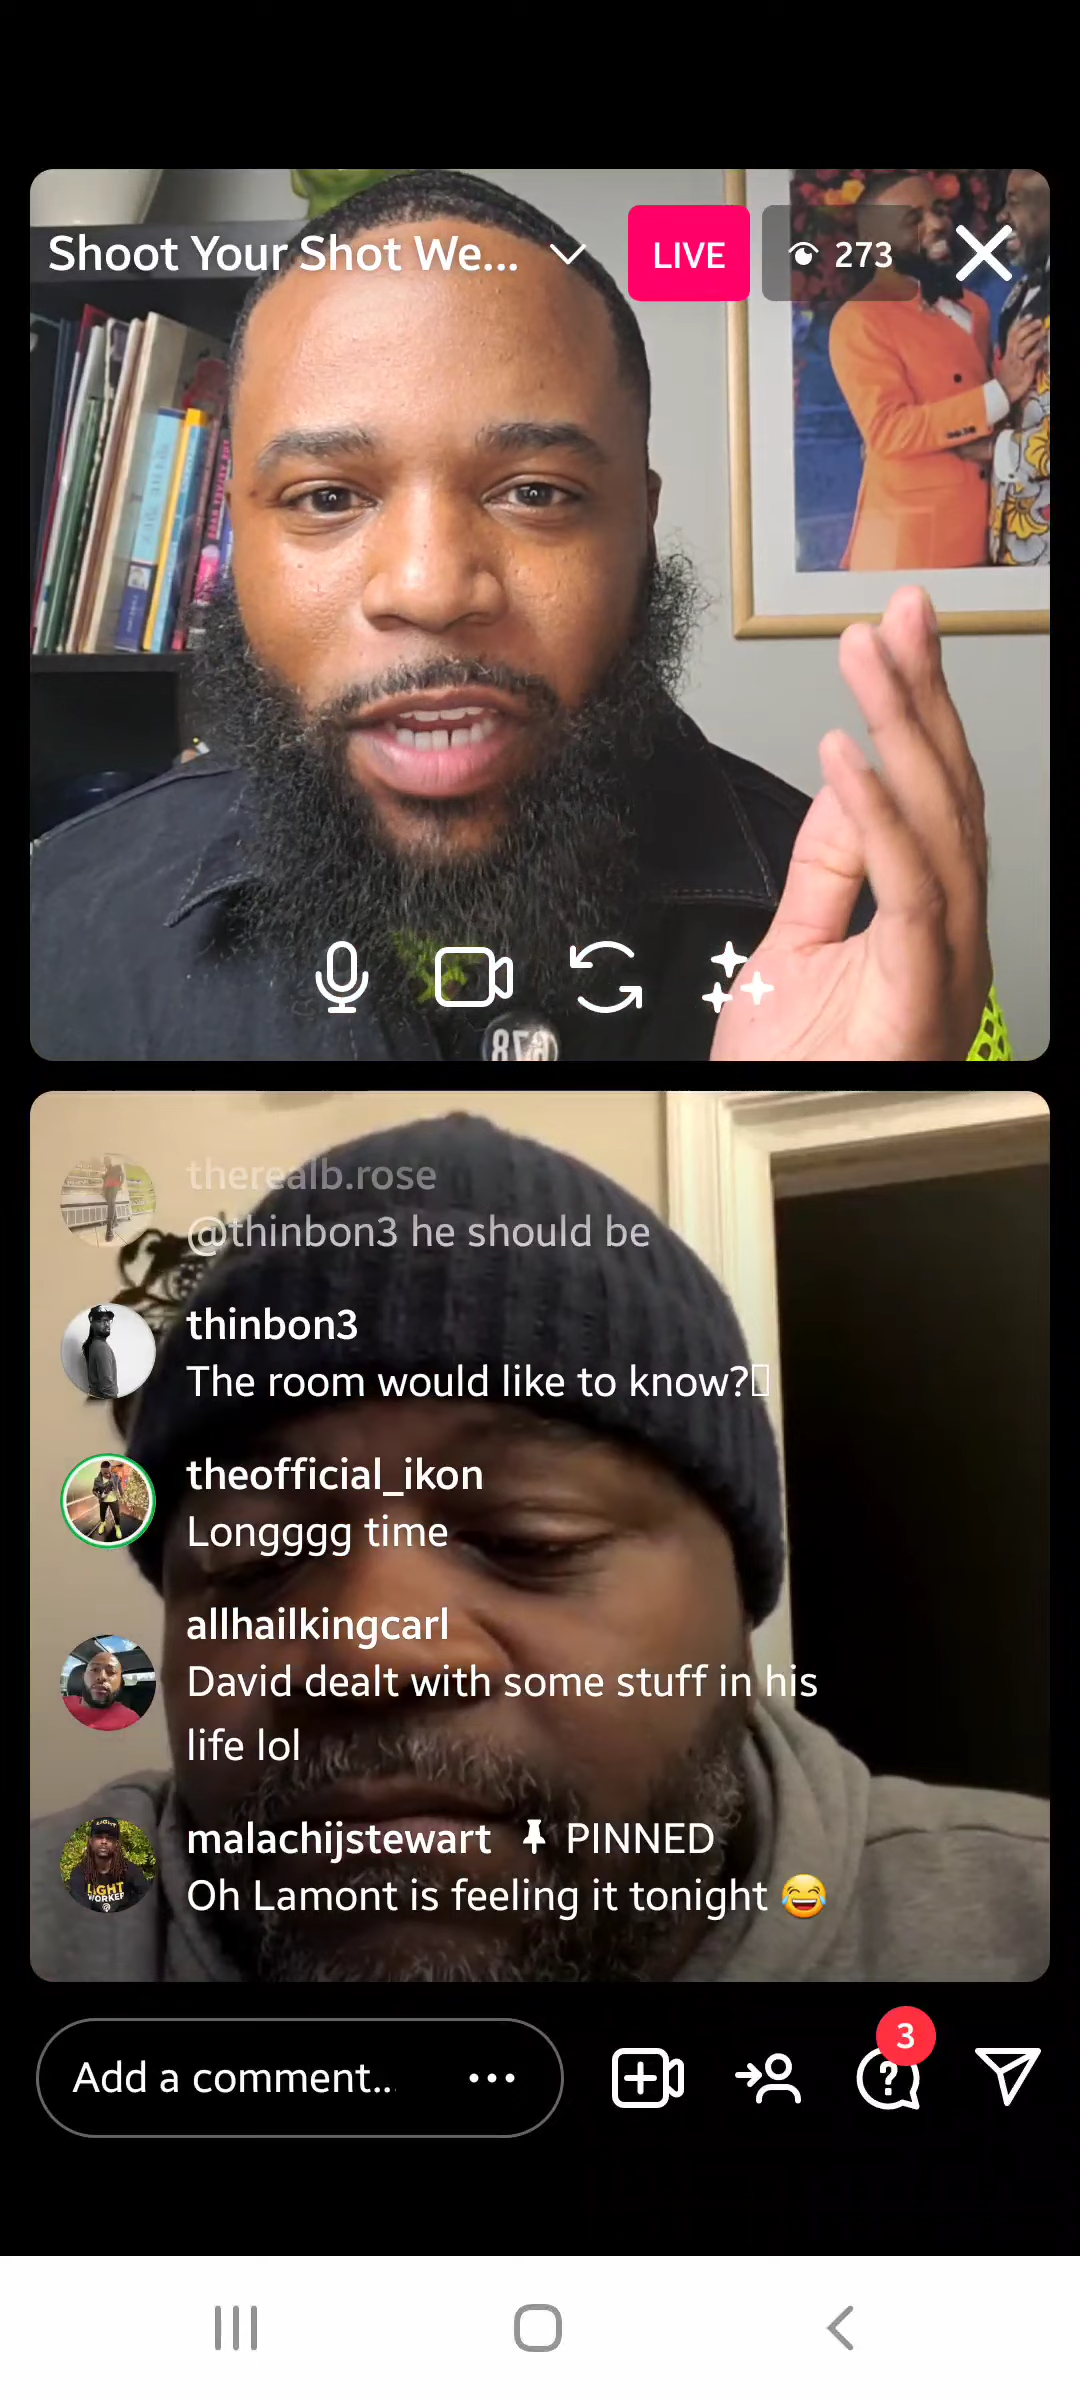 Shoot Your Shot We...
LIVE
273
therealb.rose
@thinbon3 he should be
thinbon3
The room would like to know?
theofficial_ikon
Longggg time
allhailkingcarl
David dealt with some stuff in his
life lol
malachijstewart PINNED
Oh Lamont is feeling it tonight 😂
LIGHT
WORKER
Add a comment...
3